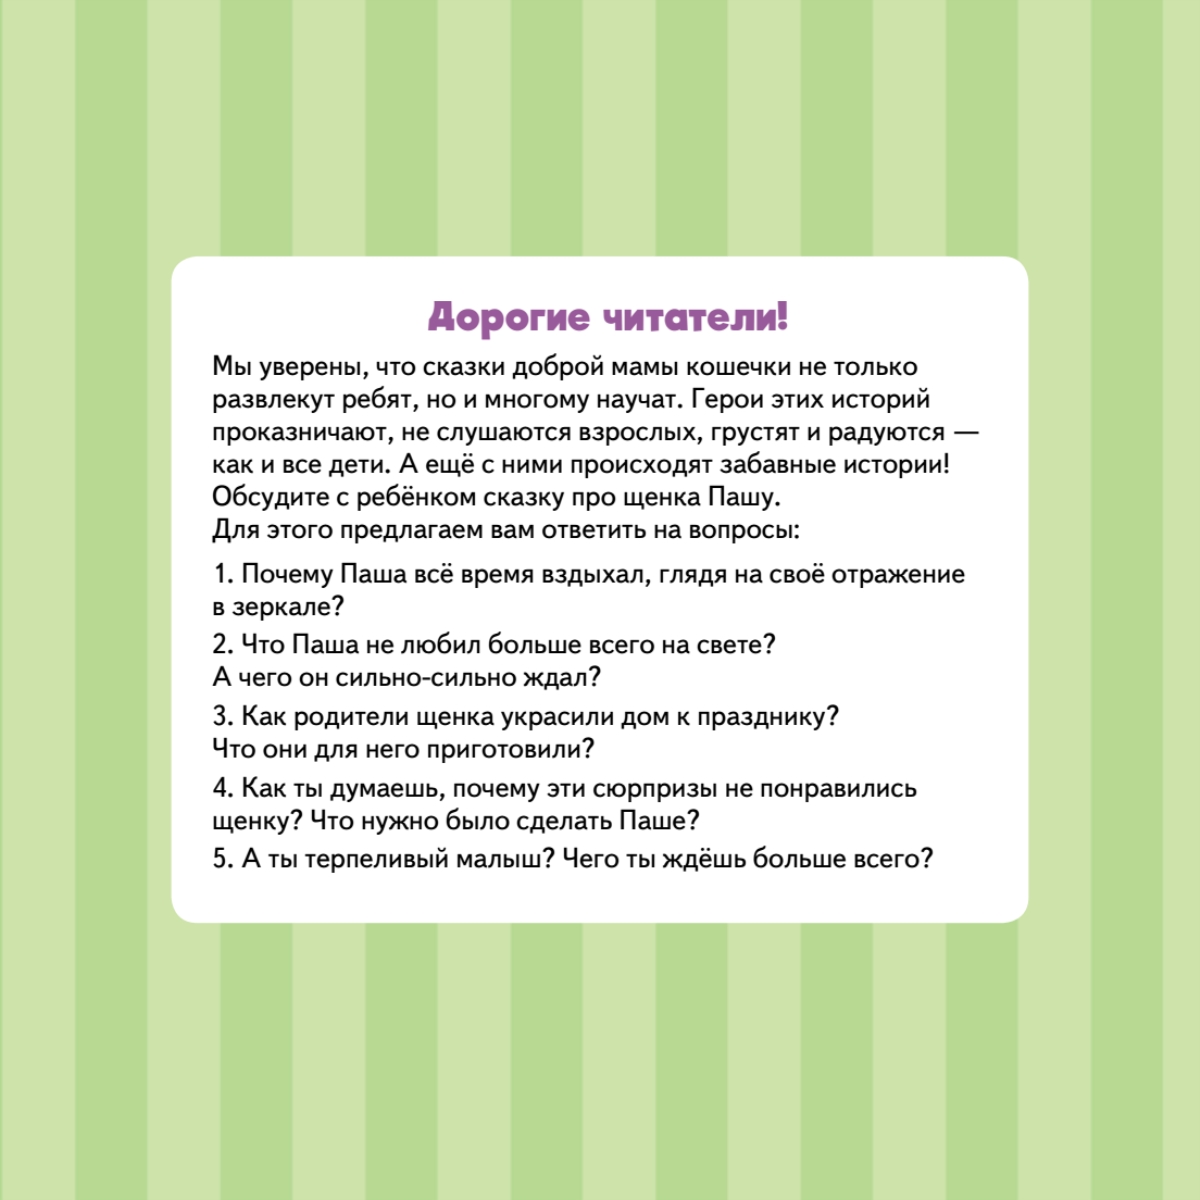 Дорогие читатели!
Мы уверены, что сказки доброй мамы кошечки не только
развлекут ребят, но и многому научат. Герои этих историй
проказничают, не слушаются взрослых, грустят и радуются —
как и все дети. А ещё с ними происходят забавные истории!
Обсудите с ребёнком сказку про щенка Пашу.
Для этого предлагаем вам ответить на вопросы:
1. Почему Паша всё время вздыхал, глядя на своё отражение
в зеркале?
2. Что Паша не любил больше всего на свете?
А чего он сильно-сильно ждал?
3. Как родители щенка украсили дом к празднику?
Что они для него приготовили?
4. Как ты думаешь, почему эти сюрпризы не понравились
щенку? Что нужно было сделать Паше?
5. А ты терпеливый малыш? Чего ты ждёшь больше всего?